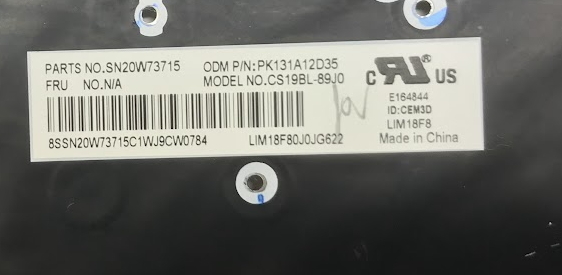 PARTS NO.SN20W73715 ODM P/N:PK131A12D35
FRU NO.N/A MODEL NO.CS19BL-89J0
8SSN20W73715C1WJ9CW0784 LIM18F80J0JG622
c RU US
E164844
ID:CEM3D
LIM18F8
Made in China